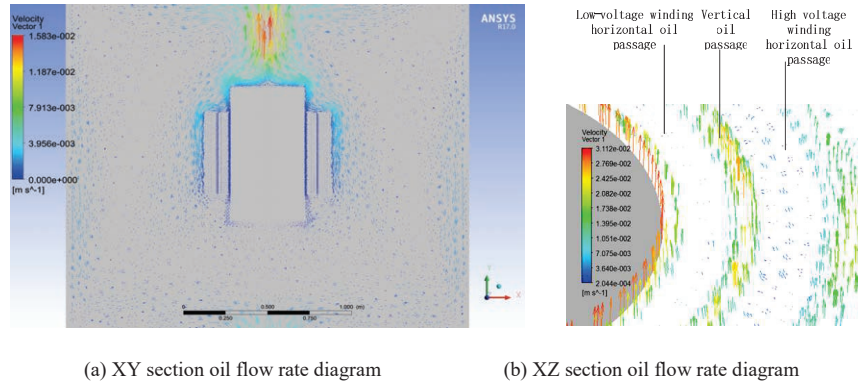 Velocity
Vector 1
1.583e-002
1.187e-002
7.913e-003
3.956e-003
0.000e+000
[m s^-1]
ANSYS
R17.0
0
0.500
1.000 (m)
0.250
0.750
Y
X
Low-voltage winding
horizontal oil
passage
Vertical
oil
passage
High voltage
winding
horizontal oil
passage
Velocity
Vector 1
3.112e-002
2.769e-002
2.425e-002
2.082e-002
1.738e-002
1.395e-002
1.051e-002
7.075e-003
3.640e-003
2.044e-004
[m s^-1]
(a) XY section oil flow rate diagram
(b) XZ section oil flow rate diagram